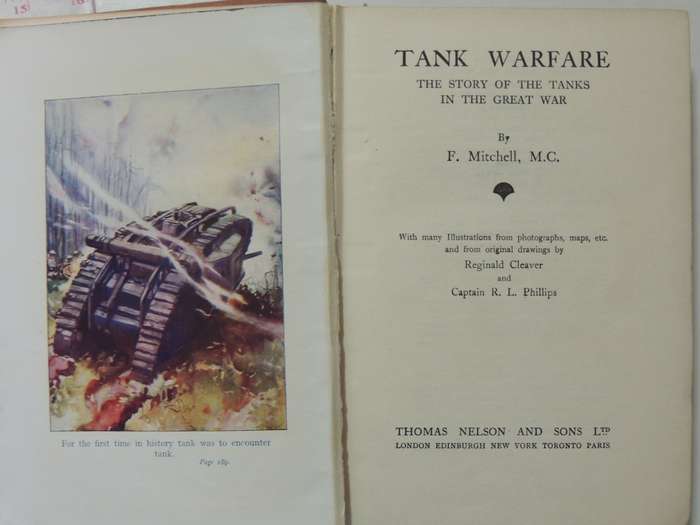 15
For the first time in history tank was to encounter
tank.
Page 189.
TANK WARFARE
THE STORY OF THE TANKS
IN THE GREAT WAR
By
F. Mitchell, M.C.
With many Illustrations from photographs, maps, etc.
and from original drawings by
Reginald Cleaver
and
Captain R. L. Phillips
THOMAS NELSON AND SONS LTD
LONDON EDINBURGH NEW YORK TORONTO PARIS